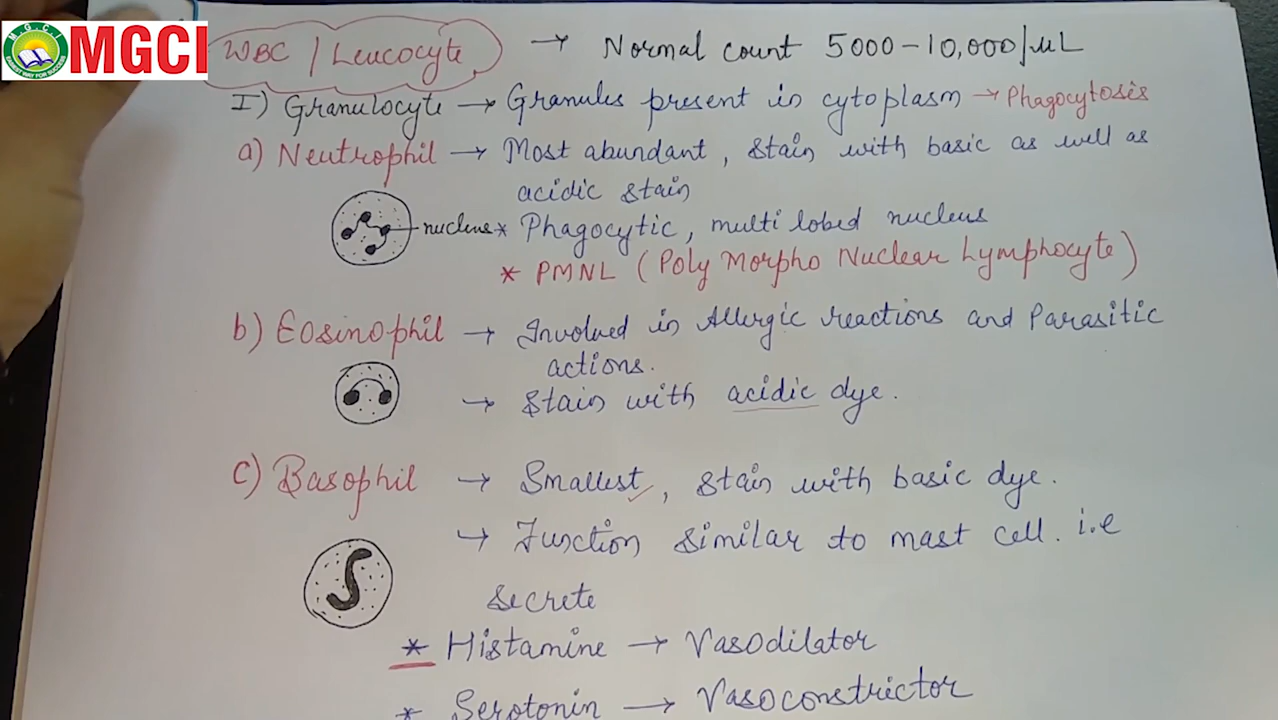 MGCI
WBC / Leucocyte → Normal count 5000-10,000/μL
I) Granulocyte → Granules present in cytoplasm → Phagocytosis
a) Neutrophil → Most abundant, stain with basic as well as
acidic stain
nucleus * Phagocytic, multi lobed nucleus
* PMNL (Poly Morpho Nuclear Lymphocyte)
b) Eosinophil → Involved in Allergic reactions and Parasitic
actions.
→ Stain with acidic dye.
c) Basophil → Smallest, stain with basic dye.
↳ Function similar to mast cell. i.e
secrete
* Histamine → Vasodilator
* Serotonin → Vasoconstrictor